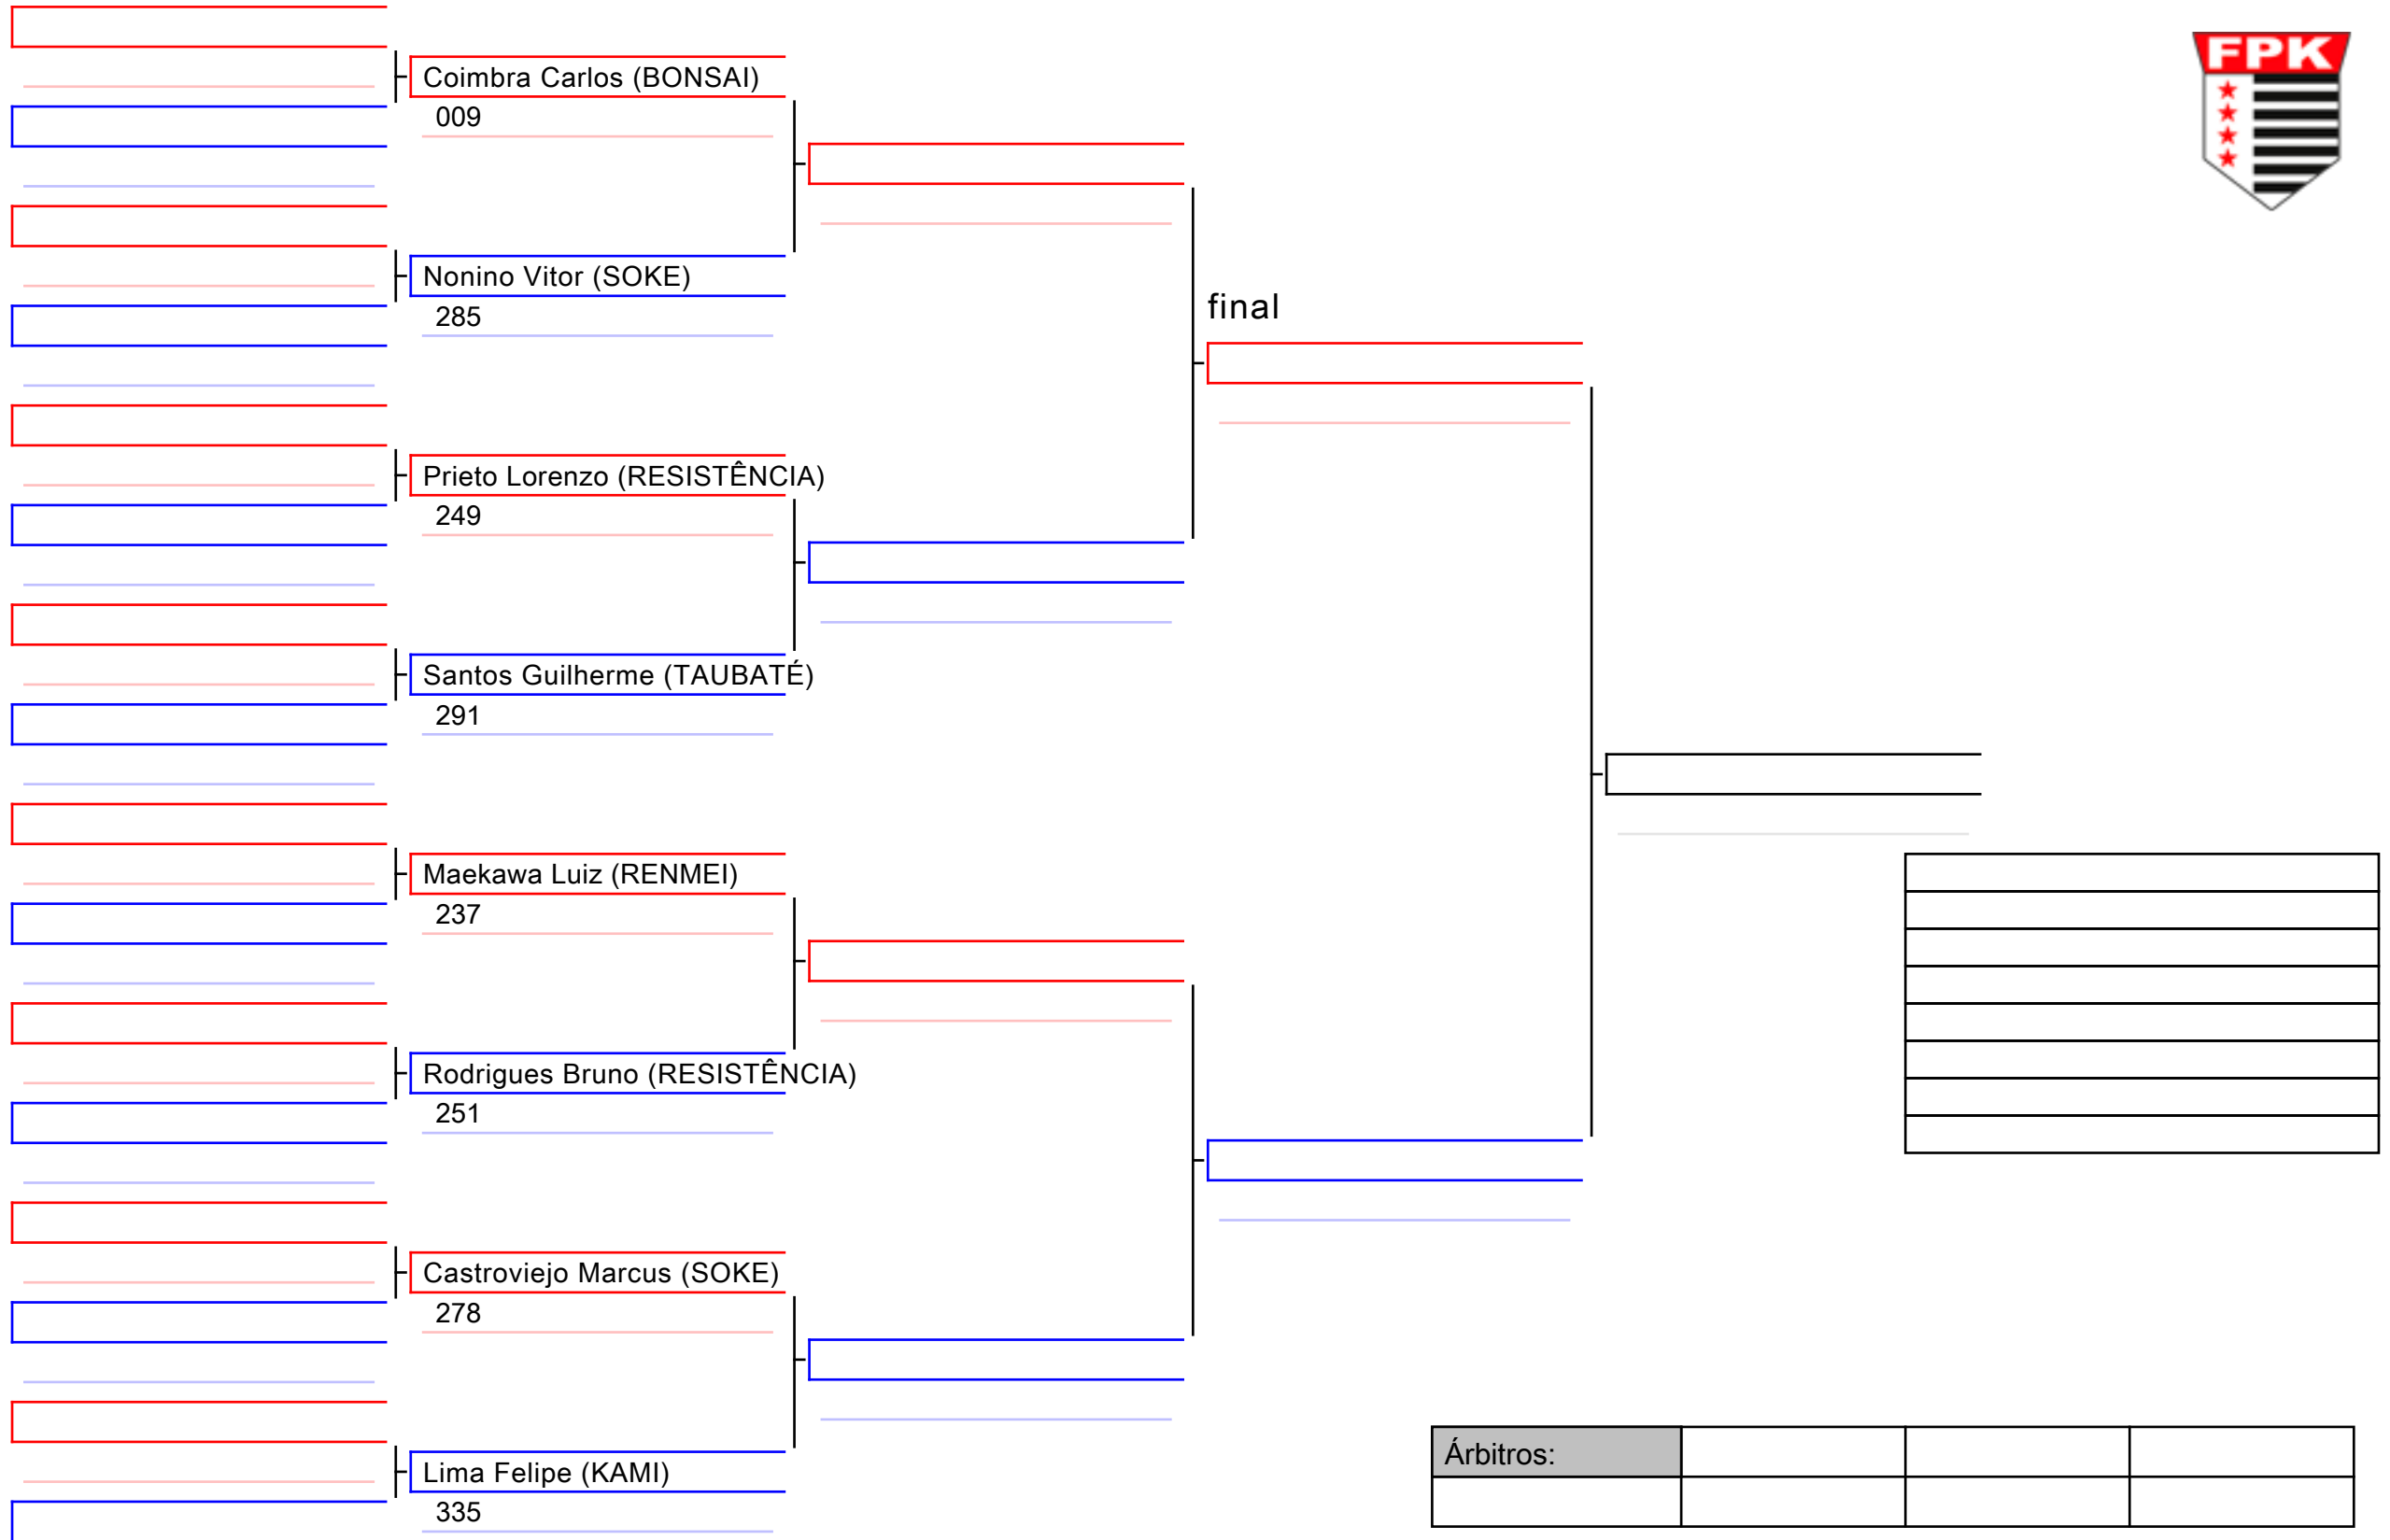 FPK
Coimbra Carlos (BONSAI)
009
Nonino Vitor (SOKE)
285
final
Prieto Lorenzo (RESISTÊNCIA)
249
Santos Guilherme (TAUBATÉ)
291
Maekawa Luiz (RENMEI)
237
Rodrigues Bruno (RESISTÊNCIA)
251
Castroviejo Marcus (SOKE)
278
Lima Felipe (KAMI)
335
Árbitros: